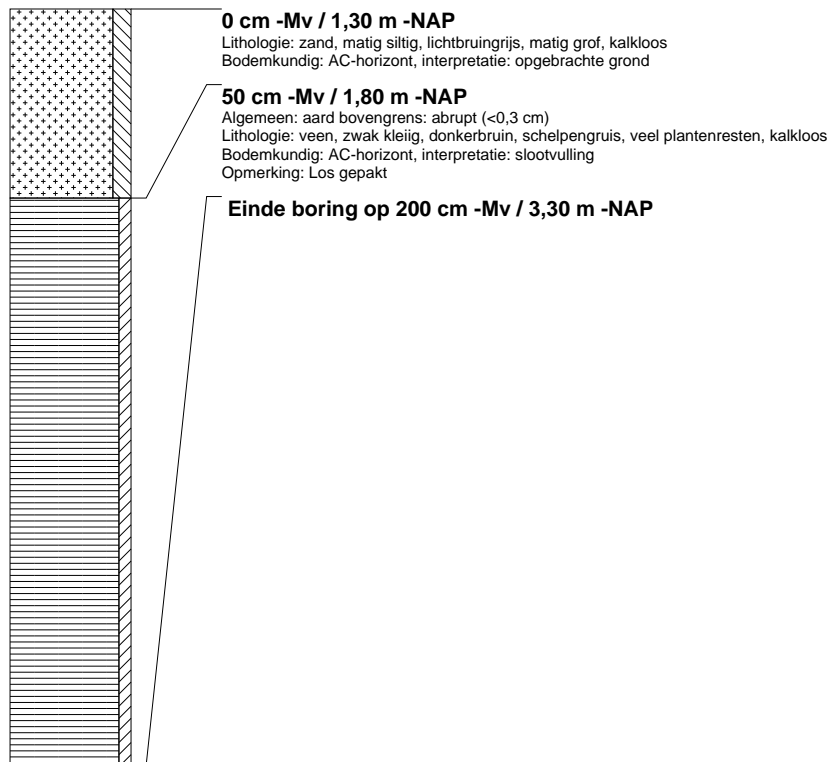 0 cm -Mv / 1,30 m -NAP
Lithologie: zand, matig siltig, lichtbruingrijs, matig grof, kalkloos
Bodemkundig: AC-horizont, interpretatie: opgebrachte grond
50 cm -Mv / 1,80 m -NAP
Algemeen: aard bovengrens: abrupt (<0,3 cm)
Lithologie: veen, zwak kleiig, donkerbruin, schelpengruis, veel plantenresten, kalkloos
Bodemkundig: AC-horizont, interpretatie: slootvulling
Opmerking: Los gepakt
Einde boring op 200 cm -Mv / 3,30 m -NAP